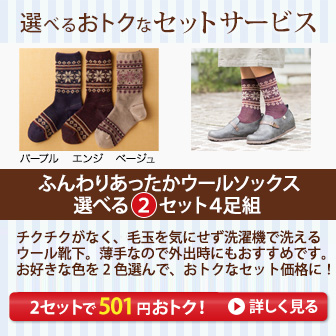 選べるおトクなセットサービス
パープル エンジ ベージュ
ふんわりあったかウールソックス
選べる②セット4足組
チクチクがなく、毛玉を気にせず洗濯機で洗える
ウール靴下。薄手なので外出時にもおすすめです。
お好きな色を2色選んで、おトクなセット価格に!
2セットで501円おトク! 詳しく見る